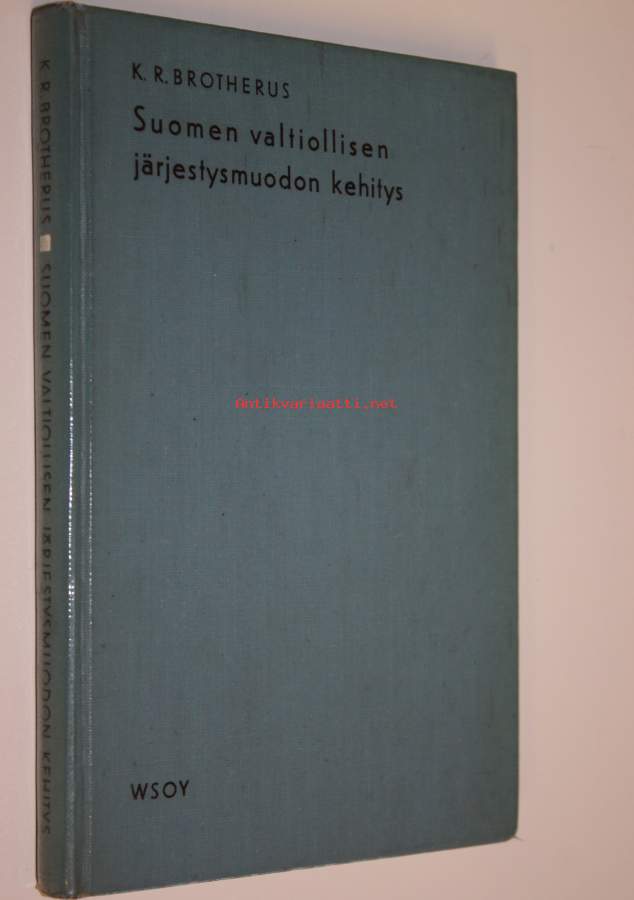 K. R. BROTHERUS
Suomen valtiollisen
järjestysmuodon kehitys
Antikvariaatti.net
WSOY
K. R. BROTHERUS SUOMEN VALTIOLLISEN JÄRJESTYSMUODON KEHITYS